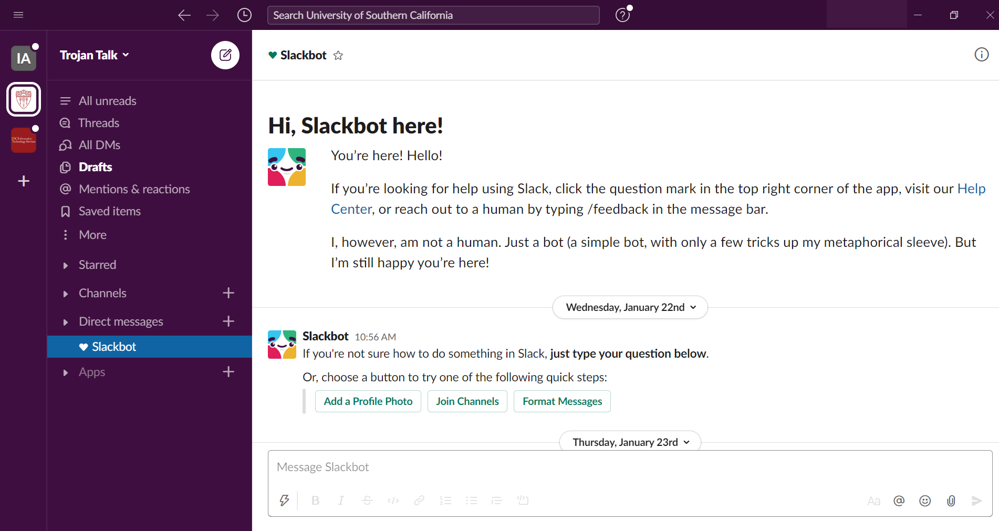 Search University of Southern California
IA
Trojan Talk
All unreads
Threads
All DMs
Drafts
Mentions & reactions
Saved items
More
Starred
Channels
Direct messages
Slackbot
Apps
USC Information
Technology Services
Slackbot
Hi, Slackbot here!
You’re here! Hello!
If you’re looking for help using Slack, click the question mark in the top right corner of the app, visit our Help
Center, or reach out to a human by typing /feedback in the message bar.
I, however, am not a human. Just a bot (a simple bot, with only a few tricks up my metaphorical sleeve). But
I’m still happy you’re here!
Wednesday, January 22nd
Slackbot 10:56 AM
If you're not sure how to do something in Slack, just type your question below.
Or, choose a button to try one of the following quick steps:
Add a Profile Photo Join Channels Format Messages
Thursday, January 23rd
Message Slackbot
B I S Aa @